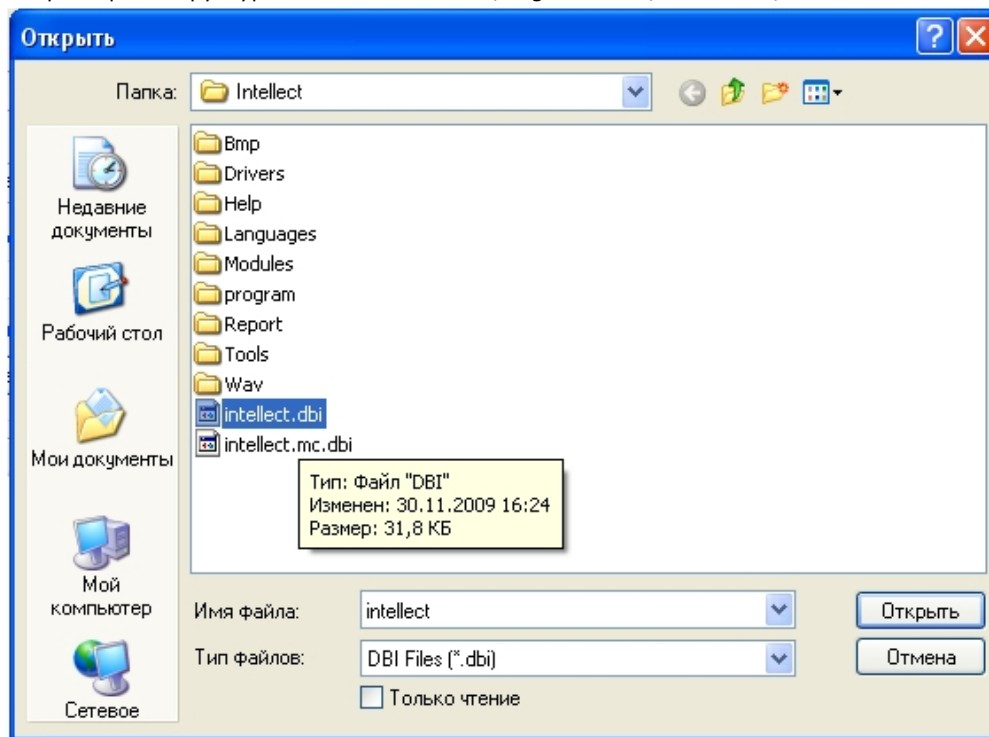 Открыть
Папка: Intellect
Недавние
документы
Рабочий стол
Мои документы
Мой
компьютер
Сетевое
Bmp
Drivers
Help
Languages
Modules
program
Report
Tools
Wav
intellect.dbi
intellect.mc.dbi
Тип: Файл "DBI"
Изменен: 30.11.2009 16:24
Размер: 31,8 КБ
Имя файла: intellect Открыть
Тип файлов: DBI Files (*.dbi) Отмена
Только чтение